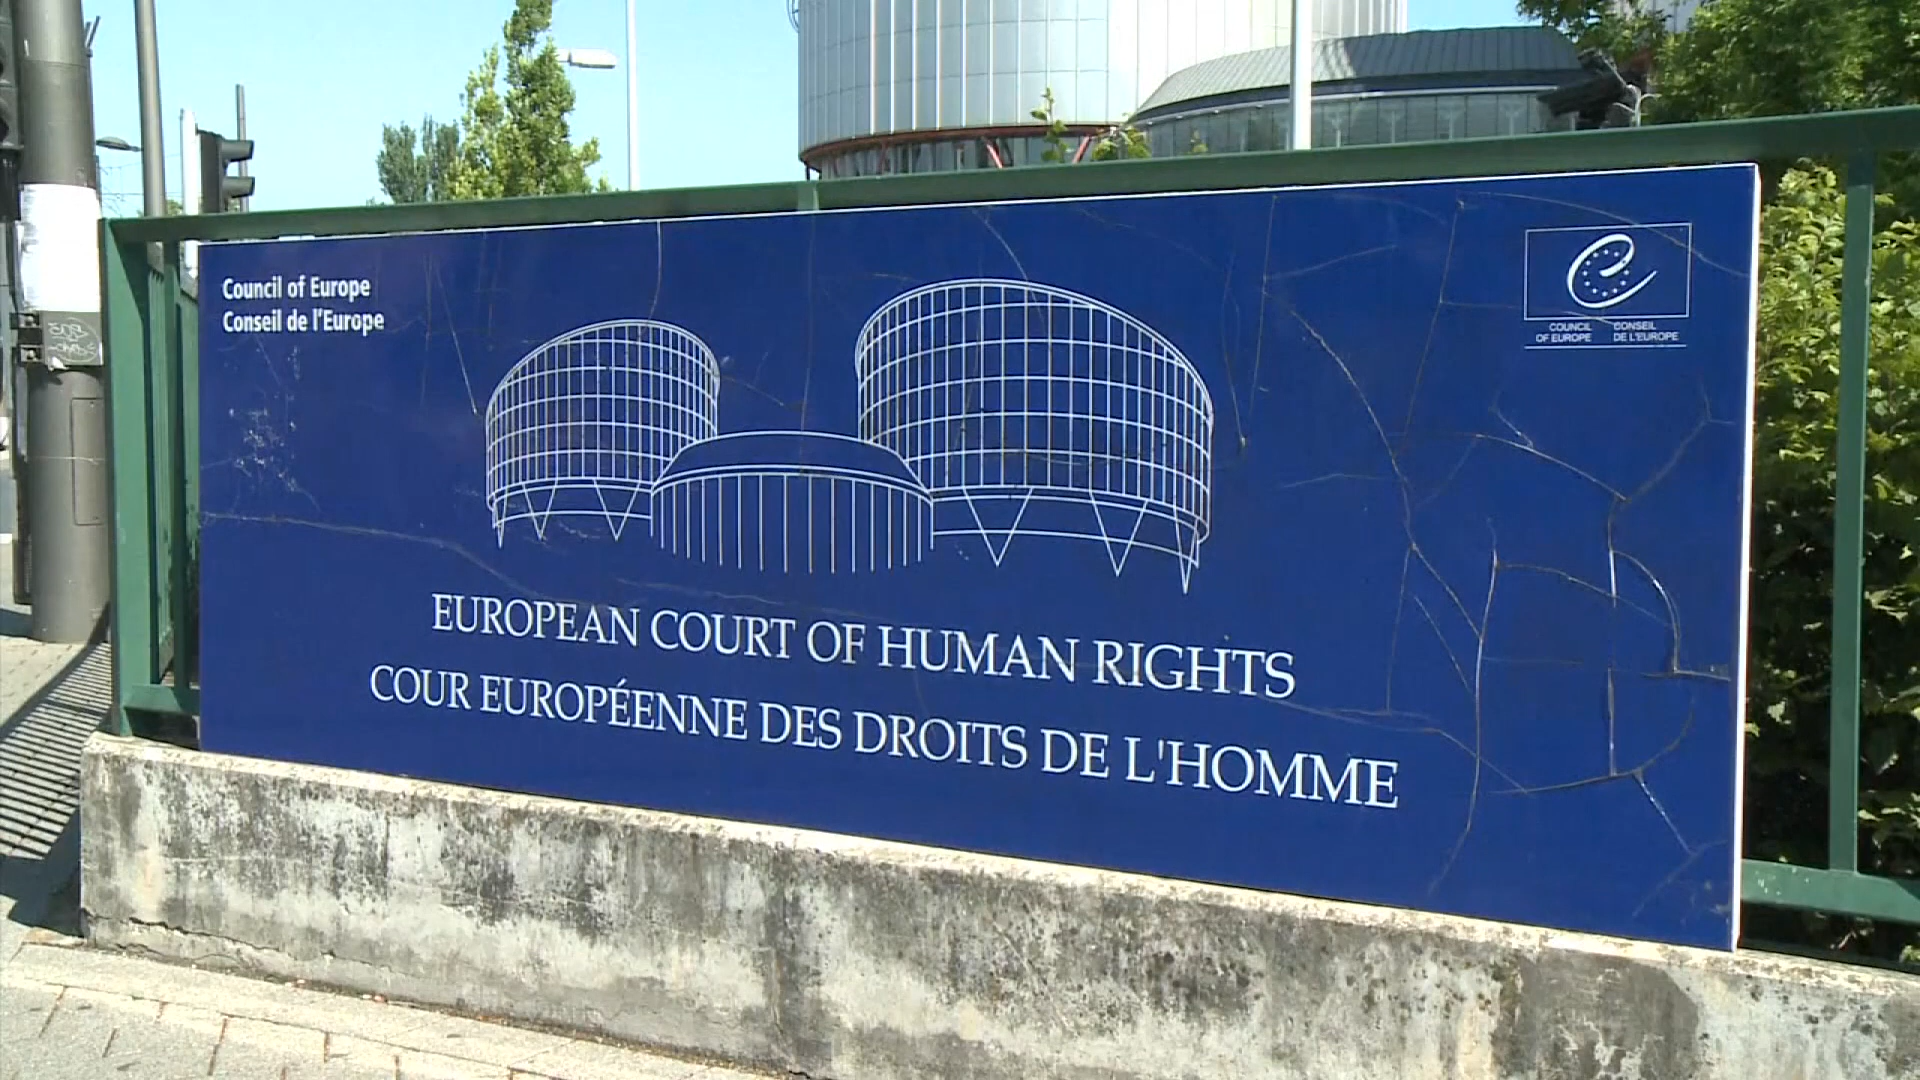 Council of Europe
Conseil de l'Europe
COUNCIL OF EUROPE
CONSEIL DE L'EUROPE
EUROPEAN COURT OF HUMAN RIGHTS
COUR EUROPÉENNE DES DROITS DE L'HOMME